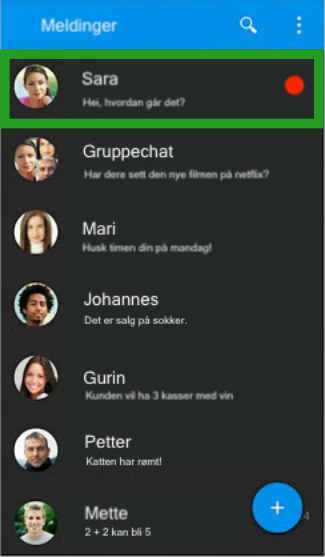 Meldinger
Sara
Hei, hvordan går det?
Gruppechat
Har dere sett den nye filmen på netflix?
Mari
Husk timen din på mandag!
Johannes
Det er salg på sokker.
Gurin
Kunden vil ha 3 kasser med vin
Petter
Katten har rømt!
Mette
2 + 2 kan bli 5
+
4